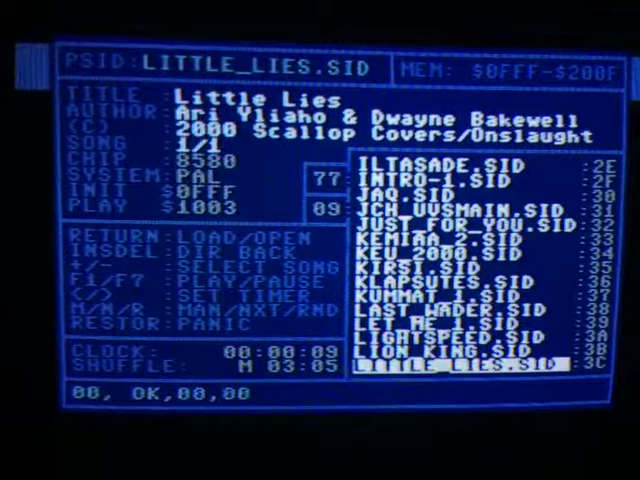 PSID:LITTLE_LIES.SID
MEM: $0FFF-$200F
TITLE :Little Lies
AUTHOR:Ari Yliaho & Dwayne Bakewell
(C) :2000 Scallop Covers/Onslaught
SONG :1/1
CHIP :8580
SYSTEM:PAL
INIT :$0FFF
PLAY :$1003
77
09
RETURN:LOAD/OPEN
INSDEL:DIR BACK
+/- :SELECT SONG
F1/F7 :PLAY/PAUSE
</> :SET TIMER
M/N/R :MAN/NXT/RND
RESTOR:PANIC
CLOCK: 00:00:09
SHUFFLE: M 03:05
ILTASADE.SID :2E
INTRO-1.SID :2F
JAQ.SID :30
JCH_UVSMAIN.SID :31
JUST_FOR_YOU.SID :32
KEMIAA_2.SID :33
KEU_2000.SID :34
KIRSI.SID :35
KLAPSUTES.SID :36
KUMMAT_1.SID :37
LAST_WADER.SID :38
LET_ME_1.SID :39
LIGHTSPEED.SID :3A
LION_KING.SID :3B
LITTLE_LIES.SID :3C
00, OK,00,00